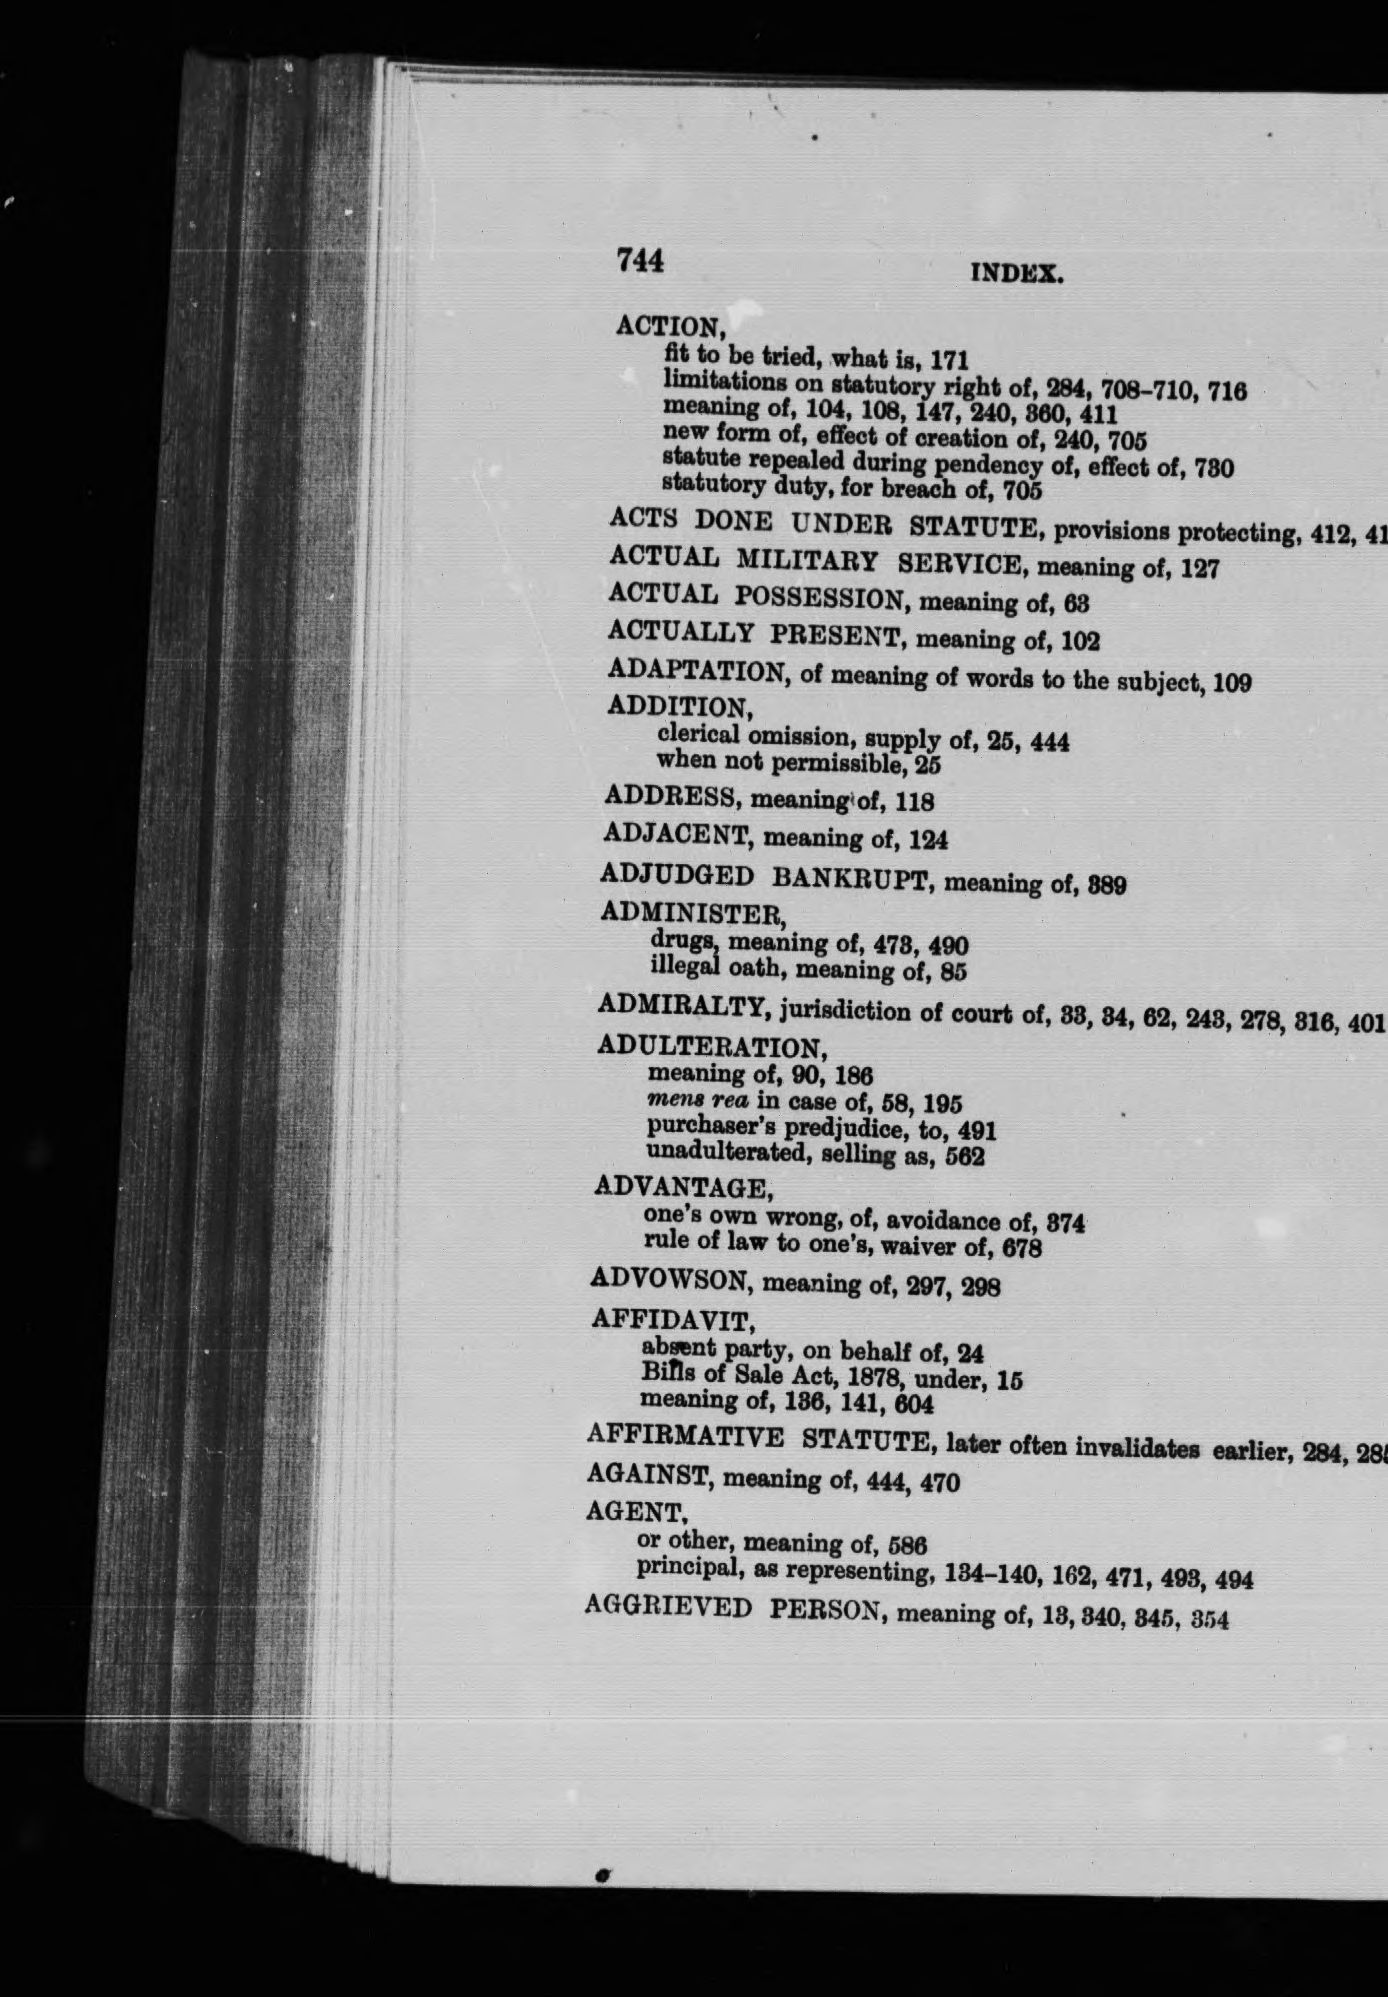 744
INDEX.
ACTION,
fit to be tried, what is, 171
limitations on statutory right of, 284, 708-710, 716
meaning of, 104, 108, 147, 240, 360, 411
new form of, effect of creation of, 240, 705
statute repealed during pendency of, effect of, 730
statutory duty, for breach of, 705
ACTS DONE UNDER STATUTE, provisions protecting, 412,
ACTUAL MILITARY SERVICE, meaning of, 127
ACTUAL POSSESSION, meaning of, 63
ACTUALLY PRESENT, meaning of, 102
ADAPTATION, of meaning of words to the subject, 109
ADDITION,
clerical omission, supply of, 25, 444
when not permissible, 25
ADDRESS, meaning of, 118
ADJACENT, meaning of, 124
ADJUDGED BANKRUPT, meaning of, 389
ADMINISTER,
drugs, meaning of, 473, 490
illegal oath, meaning of, 85
ADMIRALTY, jurisdiction of court of, 33, 34, 62, 243, 278, 316, 401
ADULTERATION,
meaning of, 90, 186
mens rea in case of, 58, 195
purchaser's predjudice, to, 491
unadulterated, selling as, 562
ADVANTAGE,
one's own wrong, of, avoidance of, 374
rule of law to one's, waiver of, 678
ADVOWSON, meaning of, 297, 298
AFFIDAVIT,
absent party, on behalf of, 24
Bills of Sale Act, 1878, under, 15
meaning of, 136, 141, 604
AFFIRMATIVE STATUTE, later often invalidates earlier, 284,
AGAINST, meaning of, 444, 470
AGENT,
or other, meaning of, 586
principal, as representing, 134-140, 162, 471, 493, 494
AGGRIEVED PERSON, meaning of, 13, 340, 345, 354